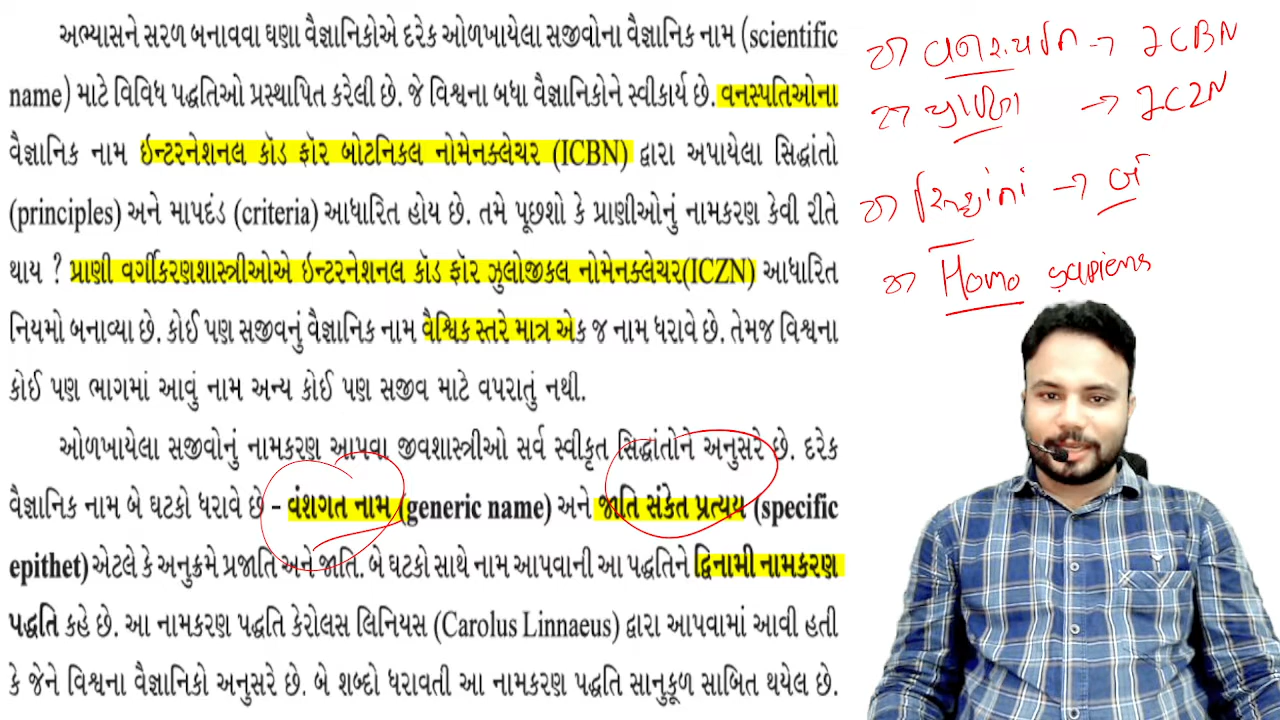 અભ્યાસને સરળ બનાવવા ઘણા વૈજ્ઞાનિકોએ દરેક ઓળખાયેલા સજીવોના વૈજ્ઞાનિક નામ (scientific
name) માટે વિવિધ પદ્ધતિઓ પ્રસ્થાપિત કરેલી છે. જે વિશ્વના બધા વૈજ્ઞાનિકોને સ્વીકાર્ય છે. વનસ્પતિઓના
વૈજ્ઞાનિક નામ ઇન્ટરનેશનલ કૉડ ફૉર બોટનિકલ નોમેનક્લેચર (ICBN) દ્વારા અપાયેલા સિદ્ધાંતો
(principles) અને માપદંડ (criteria) આધારિત હોય છે. તમે પૂછશો કે પ્રાણીઓનું નામકરણ કેવી રીતે
થાય ? પ્રાણી વર્ગીકરણશાસ્ત્રીઓએ ઇન્ટરનેશનલ કૉડ ફૉર ઝુલોજીકલ નોમેનક્લેચર(ICZN) આધારિત
નિયમો બનાવ્યા છે. કોઈ પણ સજીવનું વૈજ્ઞાનિક નામ વૈશ્વિક સ્તરે માત્ર એક જ નામ ધરાવે છે. તેમજ વિશ્વના
કોઈ પણ ભાગમાં આવું નામ અન્ય કોઈ પણ સજીવ માટે વપરાતું નથી.
ઓળખાયેલા સજીવોનું નામકરણ આપવા જીવશાસ્ત્રીઓ સર્વ સ્વીકૃત સિદ્ધાંતોને અનુસરે છે. દરેક
વૈજ્ઞાનિક નામ બે ઘટકો ધરાવે છે - વંશગત નામ (generic name) અને જાતિ સંકેત પ્રત્યય (specific
epithet) એટલે કે અનુક્રમે પ્રજાતિ અને જાતિ. બે ઘટકો સાથે નામ આપવાની આ પદ્ધતિને દ્વિનામી નામકરણ
પદ્ધતિ કહે છે. આ નામકરણ પદ્ધતિ કેરોલસ લિનિયસ (Carolus Linnaeus) દ્વારા આપવામાં આવી હતી
કે જેને વિશ્વના વૈજ્ઞાનિકો અનુસરે છે. બે શબ્દો ધરાવતી આ નામકરણ પદ્ધતિ સાનુકૂળ સાબિત થયેલ છે.
→ ICBN
→ ICZN
Homo sapiens